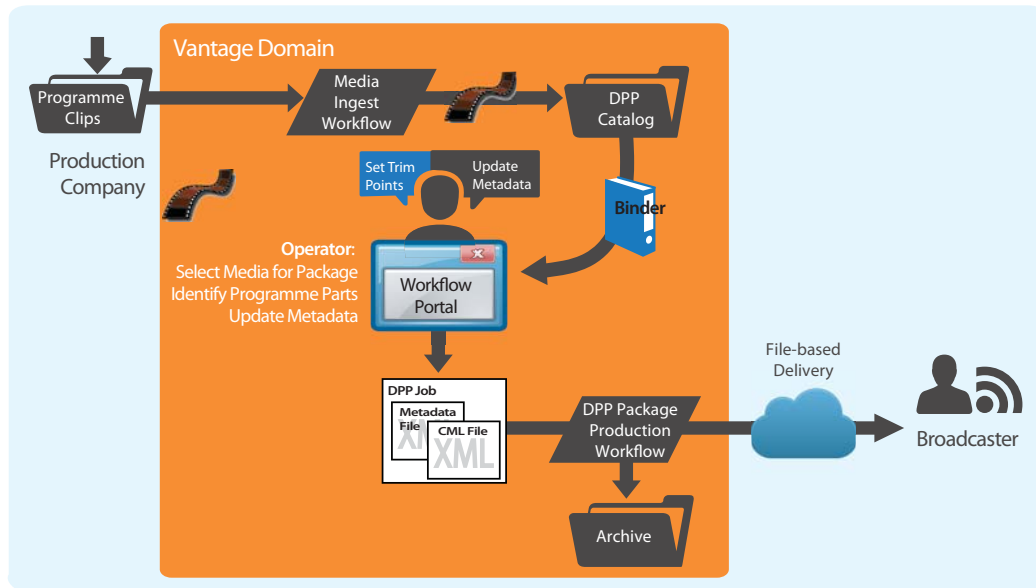 Vantage Domain
Programme
Clips
Media
Ingest
Workflow
DPP
Catalog
Production
Company
Set Trim
Points
Update
Metadata
Binder
Operator:
Select Media for Package
Identify Programme Parts
Update Metadata
Workflow
Portal
File-based
Delivery
DPP Job
Metadata
File
XML
CML File
XML
DPP Package
Production
Workflow
Broadcaster
Archive